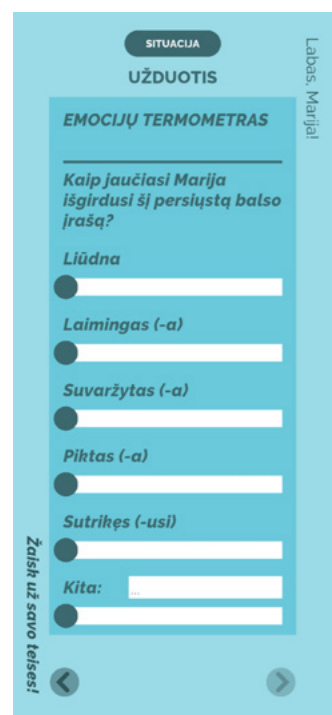 SITUACIJA
UŽDUOTIS
Labas, Marija!
EMOCIJŲ TERMOMETRAS
Kaip jaučiasi Marija
išgirdusi šį persiųstą balso
įrašą?
Liūdna
Laimingas (-a)
Suvaržytas (-a)
Piktas (-a)
Sutrikęs (-usi)
Kita:
...
Žaisk už savo teises!